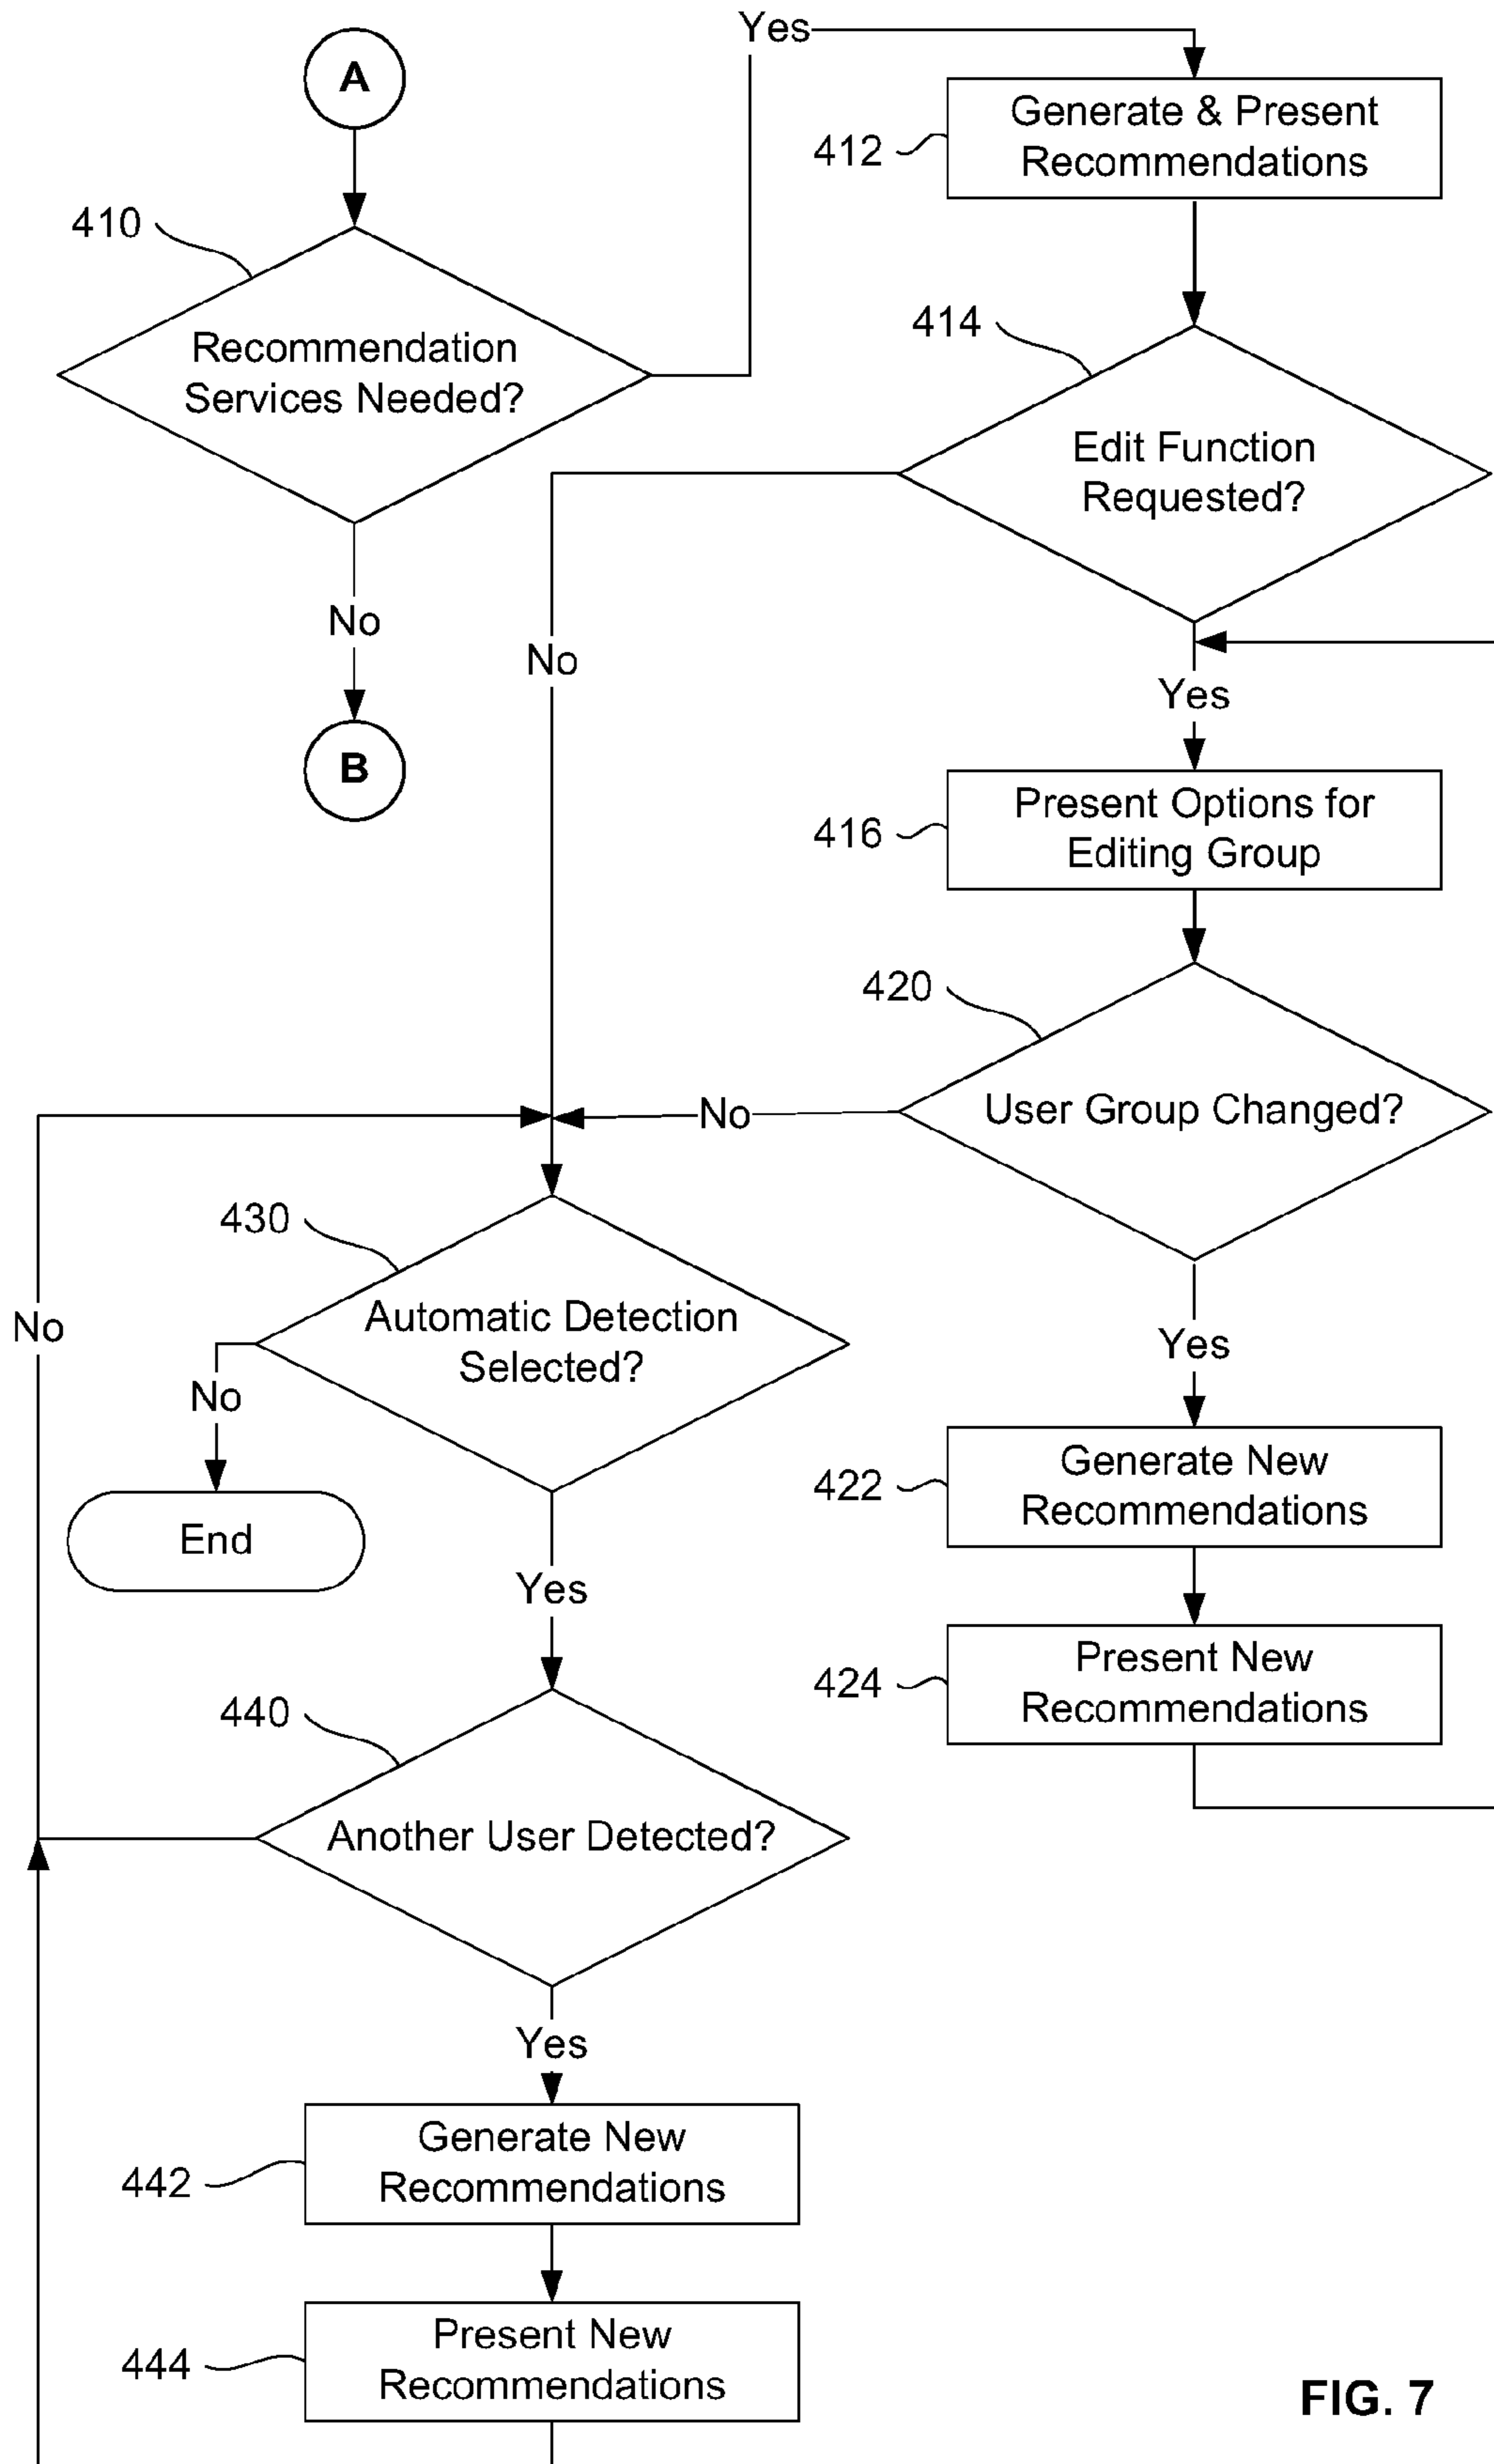 A
410
Recommendation
Services Needed?
Yes
No
B
412
Generate & Present
Recommendations
414
Edit Function
Requested?
No
Yes
416
Present Options for
Editing Group
420
User Group Changed?
No
Yes
422
Generate New
Recommendations
424
Present New
Recommendations
430
Automatic Detection
Selected?
No
End
Yes
440
Another User Detected?
No
Yes
442
Generate New
Recommendations
444
Present New
Recommendations
FIG. 7